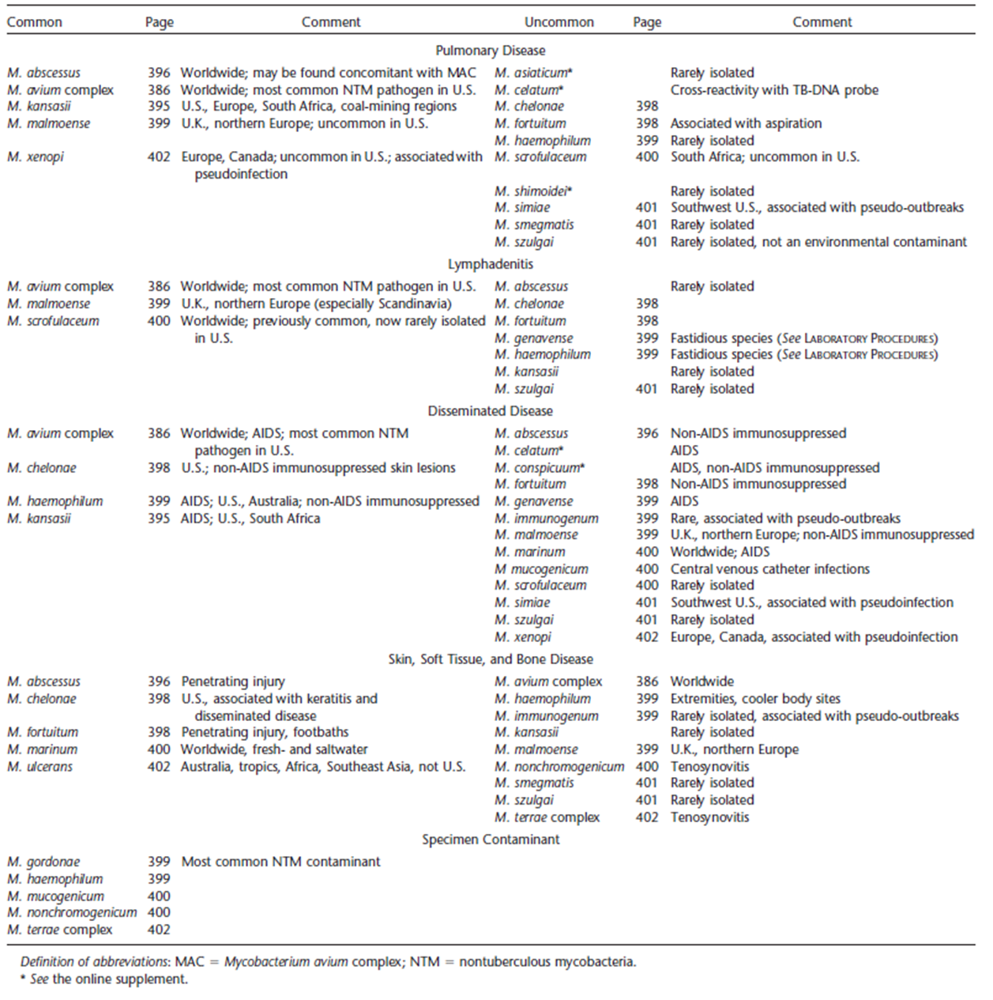 Common Page Comment Uncommon Page Comment
Pulmonary Disease
M. abscessus 396 Worldwide; may be found concomitant with MAC M. asiaticum* Rarely isolated
M. avium complex 386 Worldwide; most common NTM pathogen in U.S. M. celatum* Cross-reactivity with TB-DNA probe
M. kansasii 395 U.S., Europe, South Africa, coal-mining regions M. chelonae 398
M. malmoense 399 U.K., northern Europe; uncommon in U.S. M. fortuitum 398 Associated with aspiration
M. haemophilum 399 Rarely isolated
M. xenopi 402 Europe, Canada; uncommon in U.S.; associated with M. scrofulaceum 400 South Africa; uncommon in U.S.
pseudoinfection
M. shimoidei* Rarely isolated
M. simiae 401 Southwest U.S., associated with pseudo-outbreaks
M. smegmatis 401 Rarely isolated
M. szulgai 401 Rarely isolated, not an environmental contaminant
Lymphadenitis
M. avium complex 386 Worldwide; most common NTM pathogen in U.S. M. abscessus Rarely isolated
M. malmoense 399 U.K., northern Europe (especially Scandinavia) M. chelonae 398
M. scrofulaceum 400 Worldwide; previously common, now rarely isolated M. fortuitum 398
in U.S. M. genavense 399 Fastidious species (See LABORATORY PROCEDURES)
M. haemophilum 399 Fastidious species (See LABORATORY PROCEDURES)
M. kansasii Rarely isolated
M. szulgai 401 Rarely isolated
Disseminated Disease
M. avium complex 386 Worldwide; AIDS; most common NTM M. abscessus 396 Non-AIDS immunosuppressed
pathogen in U.S. M. celatum* AIDS
M. chelonae 398 U.S.; non-AIDS immunosuppressed skin lesions M. conspicuum* AIDS, non-AIDS immunosuppressed
M. fortuitum 398 Non-AIDS immunosuppressed
M. haemophilum 399 AIDS; U.S., Australia; non-AIDS immunosuppressed M. genavense 399 AIDS
M. kansasii 395 AIDS; U.S., South Africa M. immunogenum 399 Rare, associated with pseudo-outbreaks
M. malmoense 399 U.K., northern Europe; non-AIDS immunosuppressed
M. marinum 400 Worldwide; AIDS
M mucogenicum 400 Central venous catheter infections
M. scrofulaceum 400 Rarely isolated
M. simiae 401 Southwest U.S., associated with pseudoinfection
M. szulgai 401 Rarely isolated
M. xenopi 402 Europe, Canada, associated with pseudoinfection
Skin, Soft Tissue, and Bone Disease
M. abscessus 396 Penetrating injury M. avium complex 386 Worldwide
M. chelonae 398 U.S., associated with keratitis and M. haemophilum 399 Extremities, cooler body sites
disseminated disease M. immunogenum 399 Rarely isolated, associated with pseudo-outbreaks
M. fortuitum 398 Penetrating injury, footbaths M. kansasii Rarely isolated
M. marinum 400 Worldwide, fresh- and saltwater M. malmoense 399 U.K., northern Europe
M. ulcerans 402 Australia, tropics, Africa, Southeast Asia, not U.S. M. nonchromogenicum 400 Tenosynovitis
M. smegmatis 401 Rarely isolated
M. szulgai 401 Rarely isolated
M. terrae complex 402 Tenosynovitis
Specimen Contaminant
M. gordonae 399 Most common NTM contaminant
M. haemophilum 399
M. mucogenicum 400
M. nonchromogenicum 400
M. terrae complex 402
Definition of abbreviations: MAC = Mycobacterium avium complex; NTM = nontuberculous mycobacteria.
* See the online supplement.